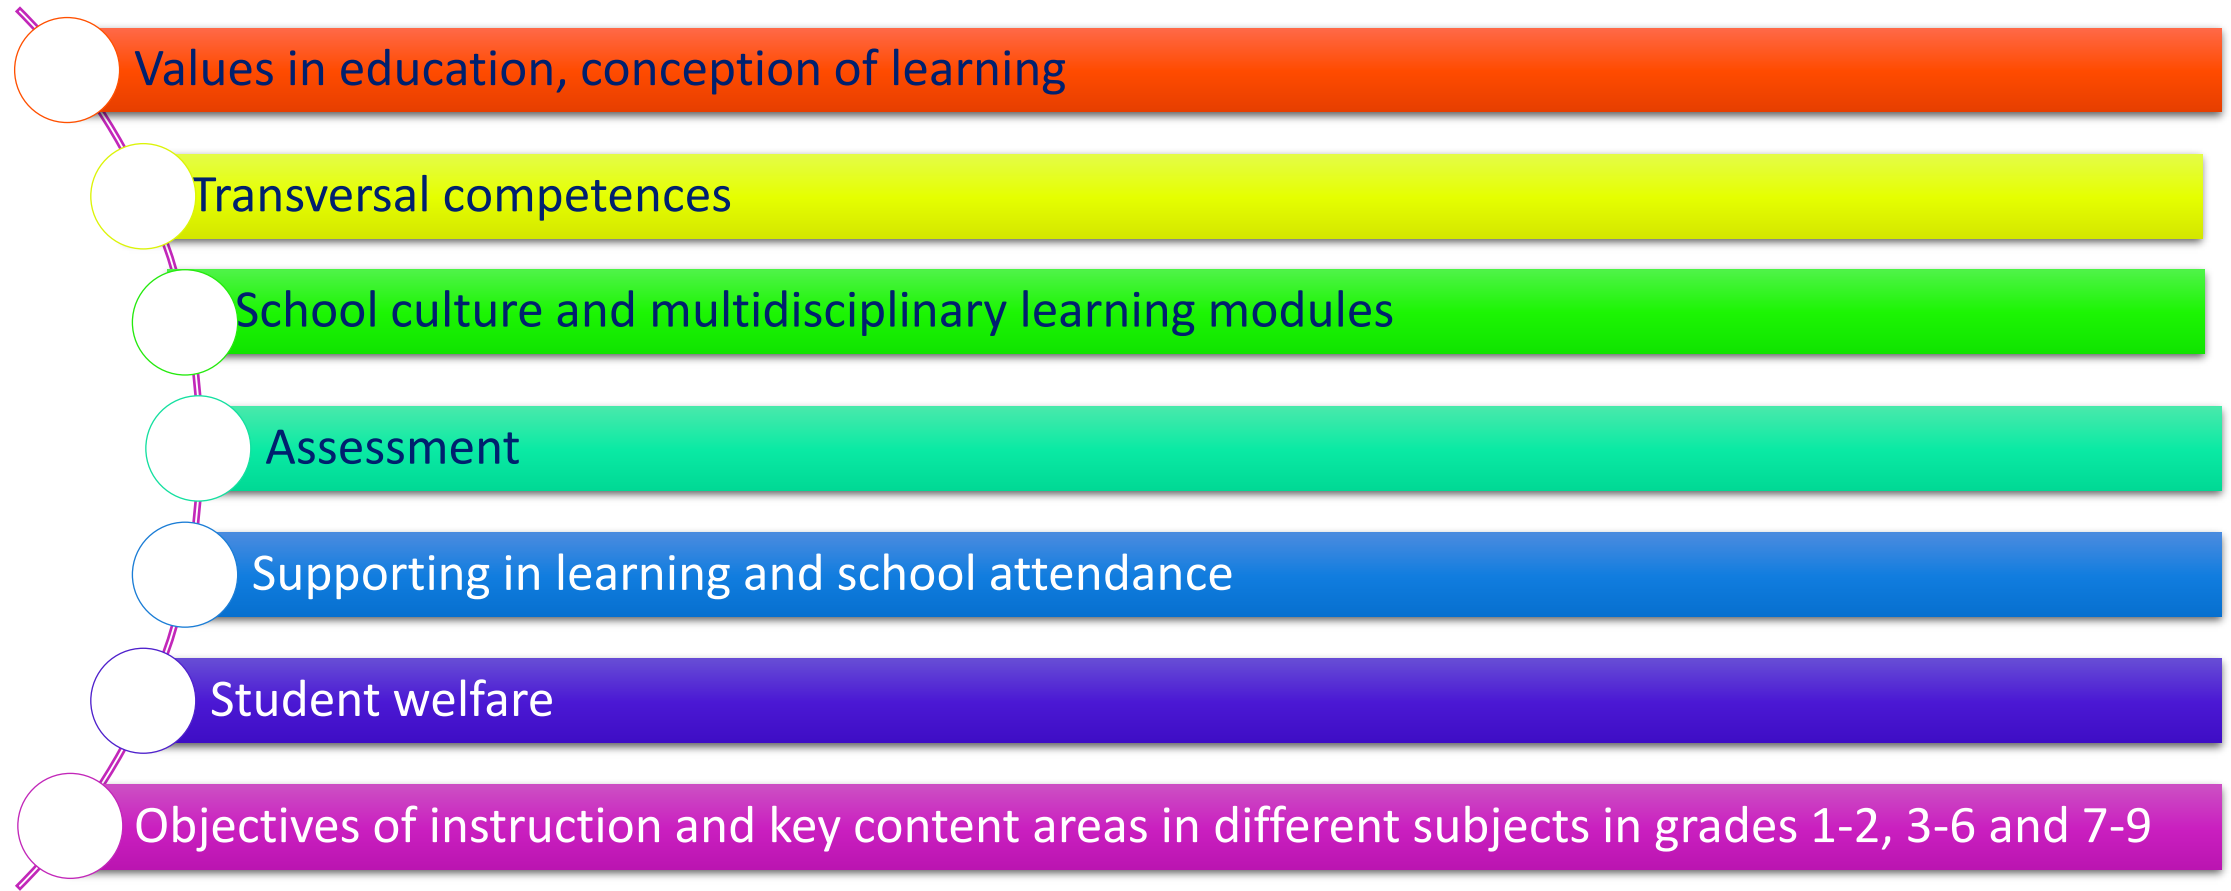 Values in education, conception of learning
Transversal competences
School culture and multidisciplinary learning modules
Assessment
Supporting in learning and school attendance
Student welfare
Objectives of instruction and key content areas in different subjects in grades 1-2, 3-6 and 7-9